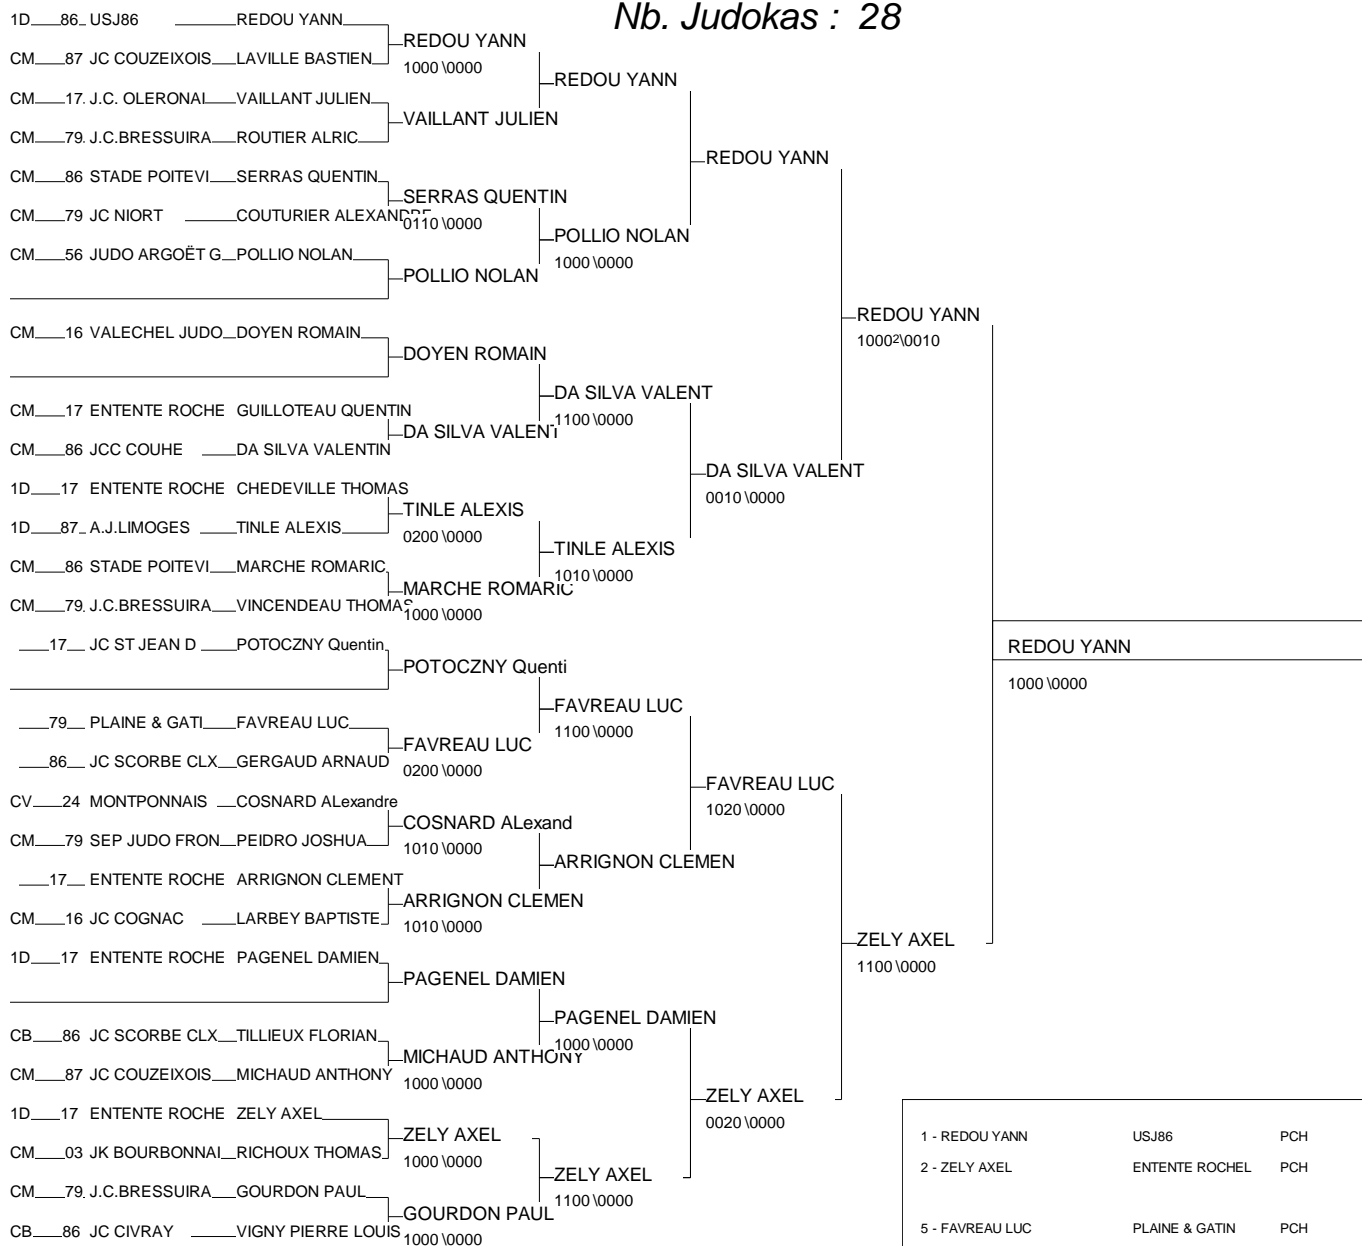 Nb. Judokas : 28
1D 86 USJ86 REDOU YANN
REDOU YANN
CM 87 JC COUZEIXOIS LAVILLE BASTIEN
1000\0000
REDOU YANN
CM 17 J.C. OLERONAI VAILLANT JULIEN
VAILLANT JULIEN
CM 79 J.C.BRESSUIRA ROUTIER ALRIC
REDOU YANN
CM 86 STADE POITEVI SERRAS QUENTIN
SERRAS QUENTIN
CM 79 JC NIORT COUTURIER ALEXANDRE
0110\0000
POLLIO NOLAN
CM 56 JUDO ARGOËT G POLLIO NOLAN
1000\0000
POLLIO NOLAN
REDOU YANN
CM 16 VALECHEL JUDO DOYEN ROMAIN
1000²\0010
DOYEN ROMAIN
DA SILVA VALENT
CM 17 ENTENTE ROCHE GUILLOTEAU QUENTIN
1100\0000
DA SILVA VALENT
CM 86 JCC COUHE DA SILVA VALENTIN
DA SILVA VALENT
1D 17 ENTENTE ROCHE CHEDEVILLE THOMAS
0010\0000
TINLE ALEXIS
1D 87 A.J.LIMOGES TINLE ALEXIS
0200\0000
TINLE ALEXIS
CM 86 STADE POITEVI MARCHE ROMARIC
1010\0000
MARCHE ROMARIC
CM 79 J.C.BRESSUIRA VINCENDEAU THOMAS
1000\0000
17 JC ST JEAN D POTOCZNY Quentin
REDOU YANN
POTOCZNY Quenti
1000\0000
FAVREAU LUC
79 PLAINE & GATI FAVREAU LUC
1100\0000
FAVREAU LUC
86 JC SCORBE CLX GERGAUD ARNAUD
0200\0000
FAVREAU LUC
CV 24 MONTPONNAIS COSNARD ALexandre
1020\0000
COSNARD ALexand
CM 79 SEP JUDO FRON PEIDRO JOSHUA
1010\0000
ARRIGNON CLEMEN
17 ENTENTE ROCHE ARRIGNON CLEMENT
ARRIGNON CLEMEN
CM 16 JC COGNAC LARBEY BAPTISTE
1010\0000
ZELY AXEL
1D 17 ENTENTE ROCHE PAGENEL DAMIEN
1100\0000
PAGENEL DAMIEN
PAGENEL DAMIEN
CB 86 JC SCORBE CLX TILLIEUX FLORIAN
1000\0000
MICHAUD ANTHONY
CM 87 JC COUZEIXOIS MICHAUD ANTHONY
1000\0000
ZELY AXEL
1D 17 ENTENTE ROCHE ZELY AXEL
0020\0000
ZELY AXEL
1 - REDOU YANN USJ86 PCH
CM 03 JK BOURBONNAI RICHOUX THOMAS
1000\0000
2 - ZELY AXEL ENTENTE ROCHEL PCH
ZELY AXEL
CM 79 J.C.BRESSUIRA GOURDON PAUL
1100\0000
GOURDON PAUL
CB 86 JC CIVRAY VIGNY PIERRE LOUIS
1000\0000
5 - FAVREAU LUC PLAINE & GATIN PCH